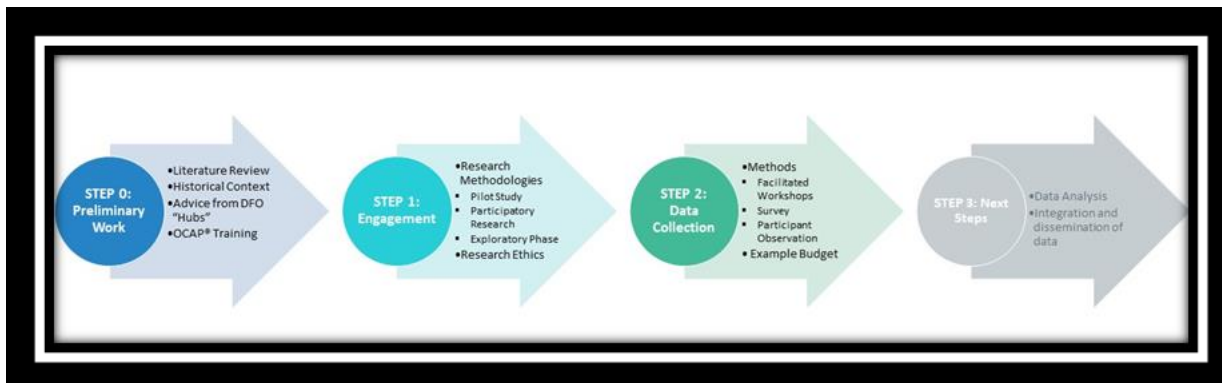 STEP 0:
Preliminary
Work
•Literature Review
•Historical Context
•Advice from DFO
"Hubs"
•OCAP® Training
STEP 1:
Engagement
•Research
Methodologies
▪ Pilot Study
▪ Participatory
Research
▪ Exploratory Phase
•Research Ethics
STEP 2:
Data
Collection
•Methods
▪ Facilitated
Workshops
▪ Survey
▪ Participant
Observation
•Example Budget
STEP 3: Next
Steps
•Data Analysis
•Integration and
dissemination of
data